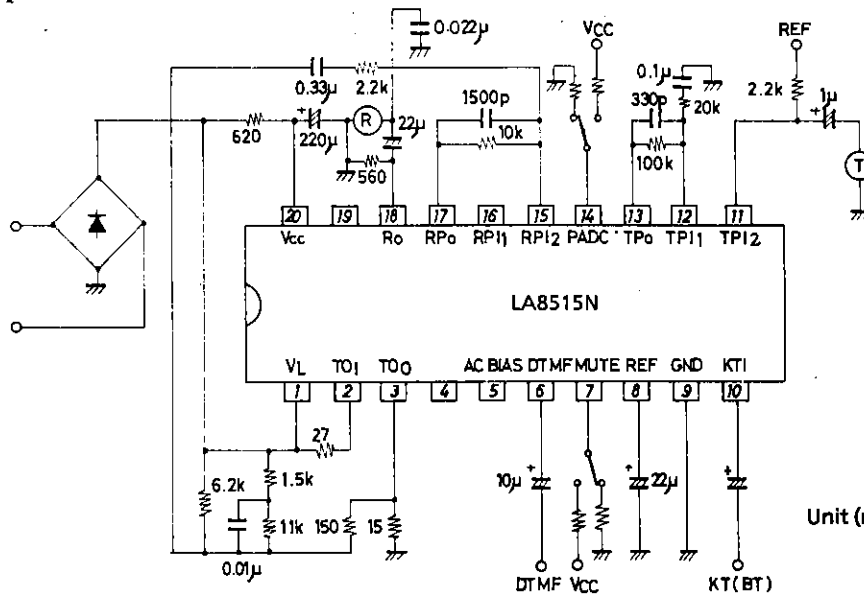 0.022μ
VCC
REF
0.33μ
2.2k
0.1μ
1500p
330p
20k
2.2k
1μ
620
220μ
R
22μ
10k
560
100k
T
20 19 18 17 16 15 14 13 12 11
Vcc
Ro
RPo
RPI1
RPI2
PADC
TPo
TPI1
TPI2
LA8515N
VL
TO1
TOo
AC BIAS
DTMF
MUTE
REF
GND
KTI
1 2 3 4 5 6 7 8 9 10
27
6.2k
1.5k
11k
150
15
0.01μ
10μ
22μ
DTMF
VCC
KT(BT)
Unit (